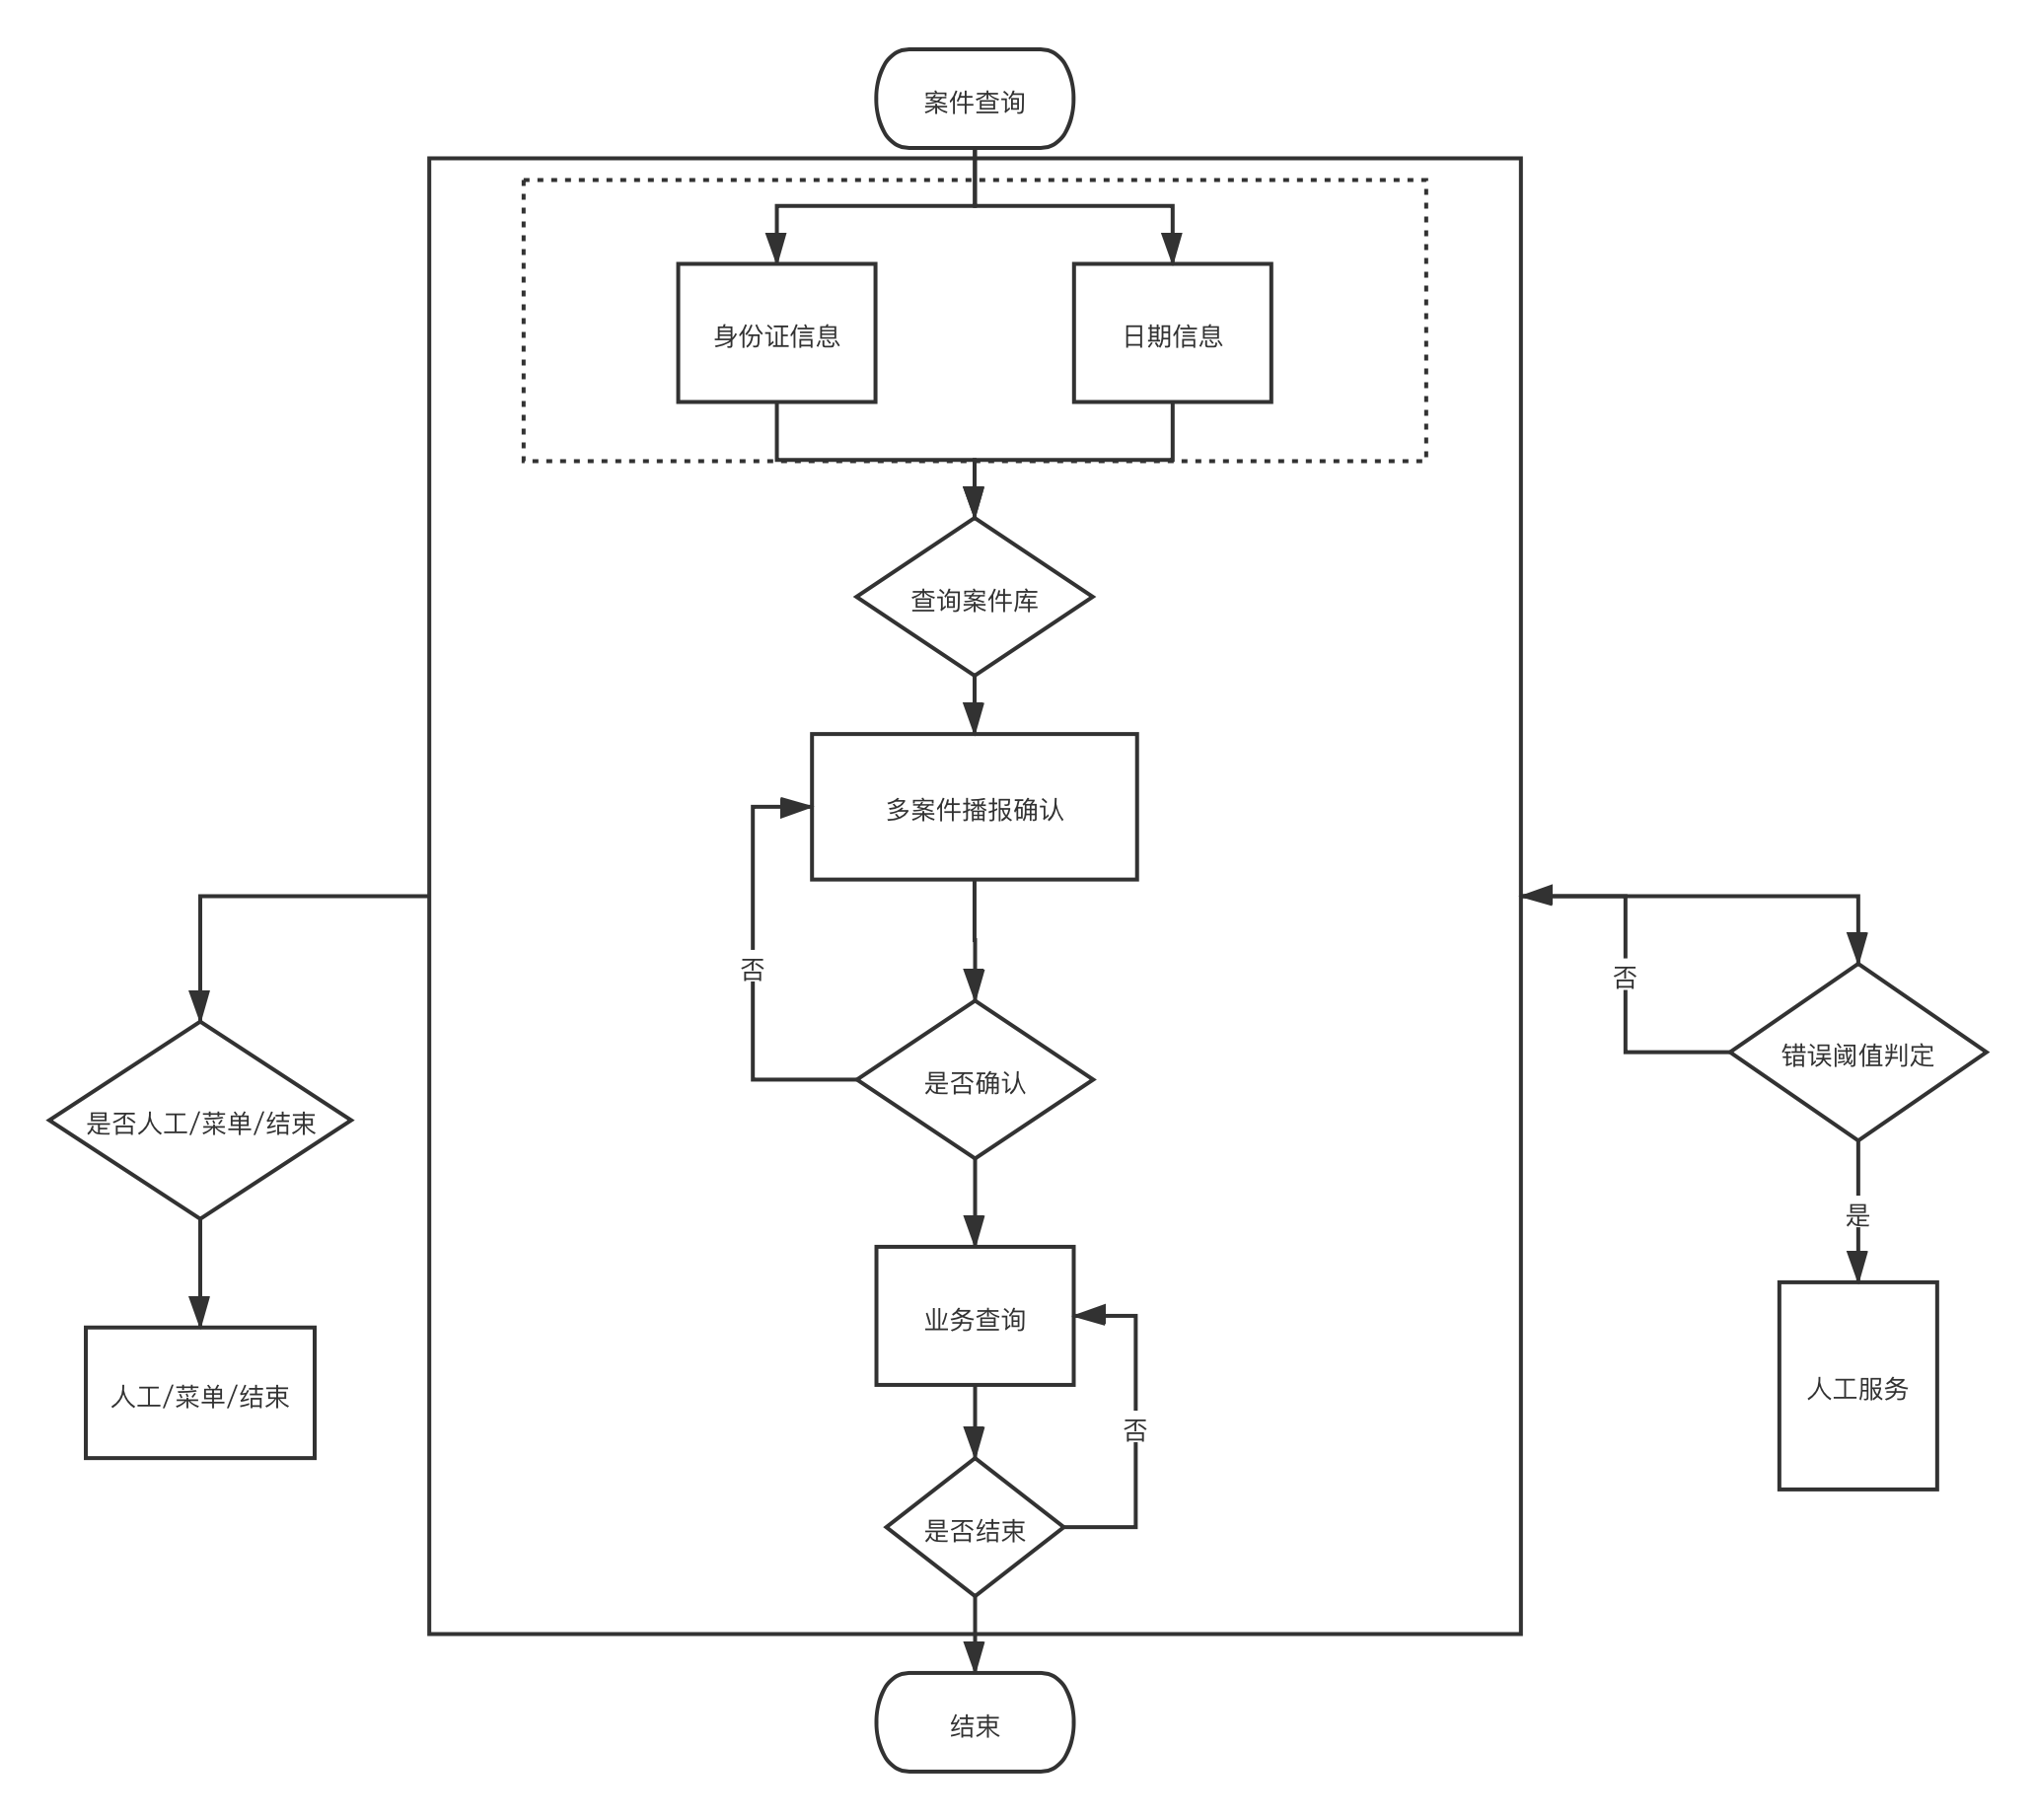 案件查询
身份证信息
日期信息
查询案件库
多案件播报确认
否
否
是否确认
错误阈值判定
是否人工/菜单/结束
是
业务查询
人工/菜单/结束
人工服务
否
是否结束
结束